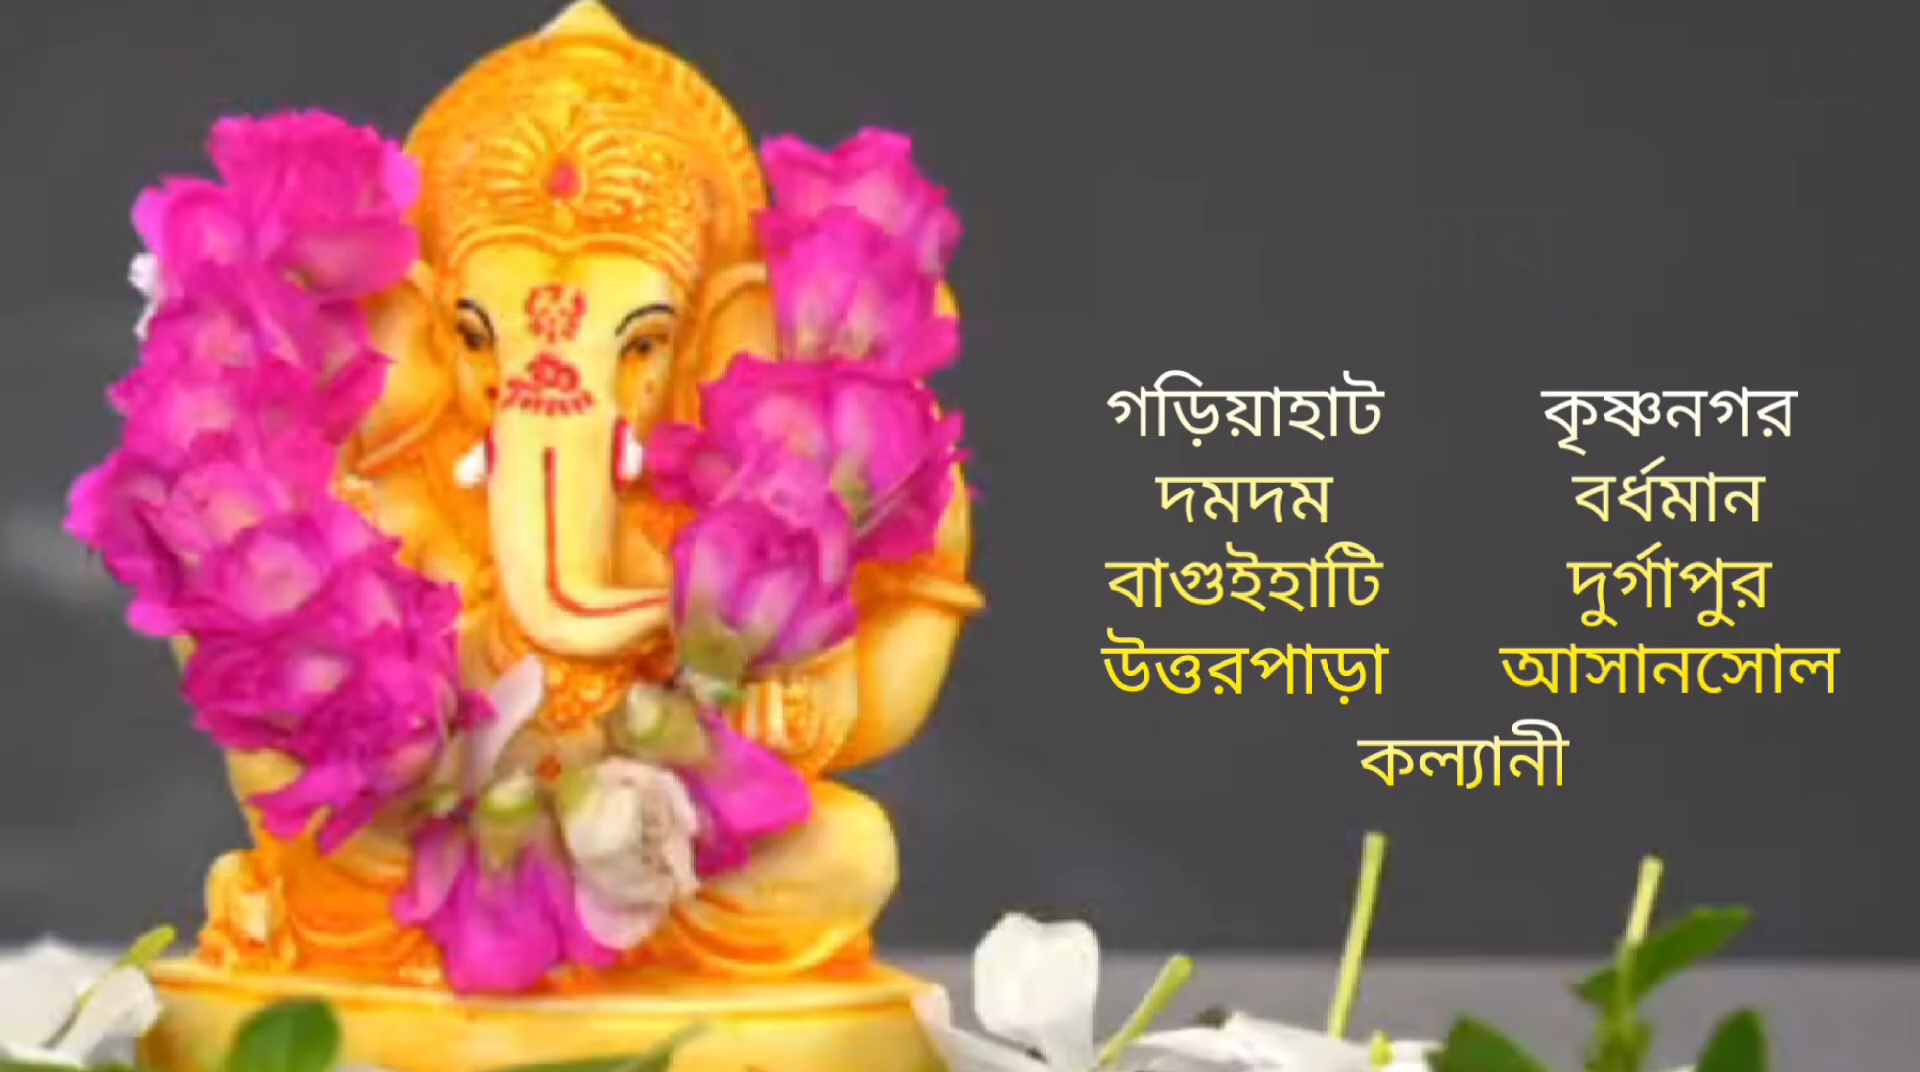 গড়িয়াহাট কৃষ্ণনগর
দমদম বর্ধমান
বাগুইহাটি দুর্গাপুর
উত্তরপাড়া আসানসোল
কল্যানী